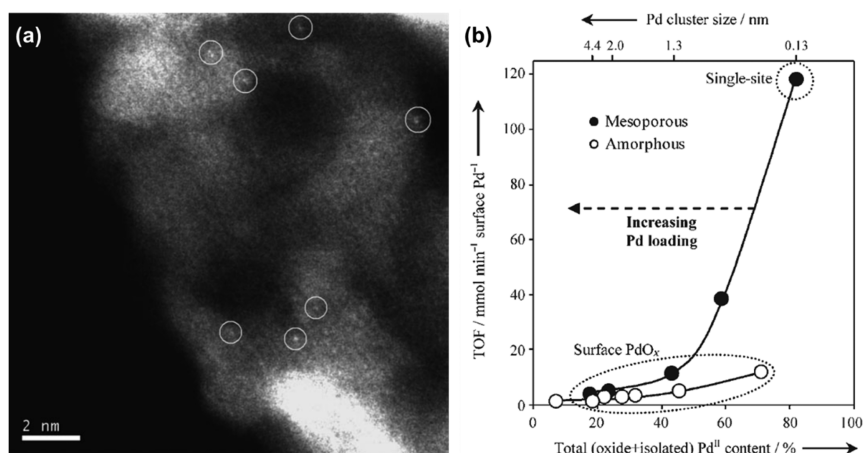 (a)
2 nm
(b)
Pd cluster size / nm
4.4 2.0 1.3 0.13
120
100
80
60
40
20
0
TOF / mmol min⁻¹ surface Pd⁻¹
Single-site
Mesoporous
Amorphous
Increasing
Pd loading
Surface PdOₓ
0 20 40 60 80 100
Total (oxide+isolated) Pdᴵᴵ content / %